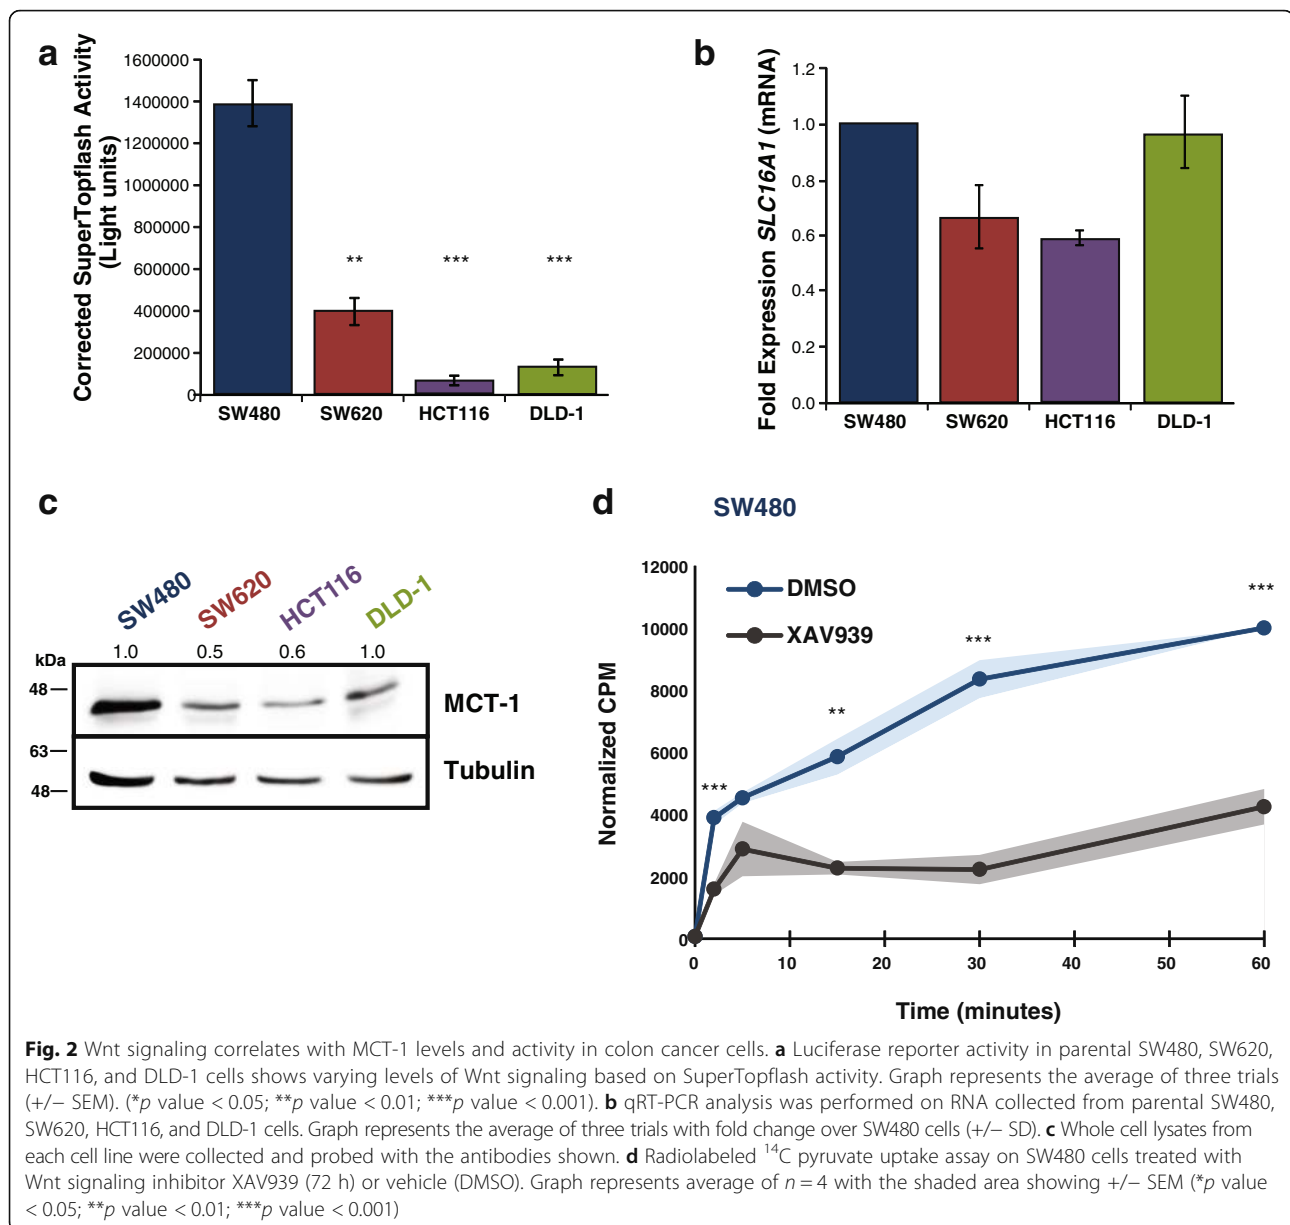 a
Corrected SuperTopflash Activity
(Light units)
1600000
1400000
1200000
1000000
800000
600000
400000
200000
0
** *** ***
SW480 SW620 HCT116 DLD-1
b
Fold Expression SLC16A1 (mRNA)
1.2
1.0
0.8
0.6
0.4
0.2
0.0
SW480 SW620 HCT116 DLD-1
c
SW480 SW620 HCT116 DLD-1
kDa 1.0 0.5 0.6 1.0
48
MCT-1
63
Tubulin
48
d
SW480
Normalized CPM
12000
10000
8000
6000
4000
2000
0
DMSO
XAV939
*** ** *** ***
0 10 20 30 40 50 60
Time (minutes)
Fig. 2 Wnt signaling correlates with MCT-1 levels and activity in colon cancer cells. a Luciferase reporter activity in parental SW480, SW620,
HCT116, and DLD-1 cells shows varying levels of Wnt signaling based on SuperTopflash activity. Graph represents the average of three trials
(+/− SEM). (*p value < 0.05; **p value < 0.01; ***p value < 0.001). b qRT-PCR analysis was performed on RNA collected from parental SW480,
SW620, HCT116, and DLD-1 cells. Graph represents the average of three trials with fold change over SW480 cells (+/− SD). c Whole cell lysates from
each cell line were collected and probed with the antibodies shown. d Radiolabeled ¹⁴C pyruvate uptake assay on SW480 cells treated with
Wnt signaling inhibitor XAV939 (72 h) or vehicle (DMSO). Graph represents average of n = 4 with the shaded area showing +/− SEM (*p value
< 0.05; **p value < 0.01; ***p value < 0.001)